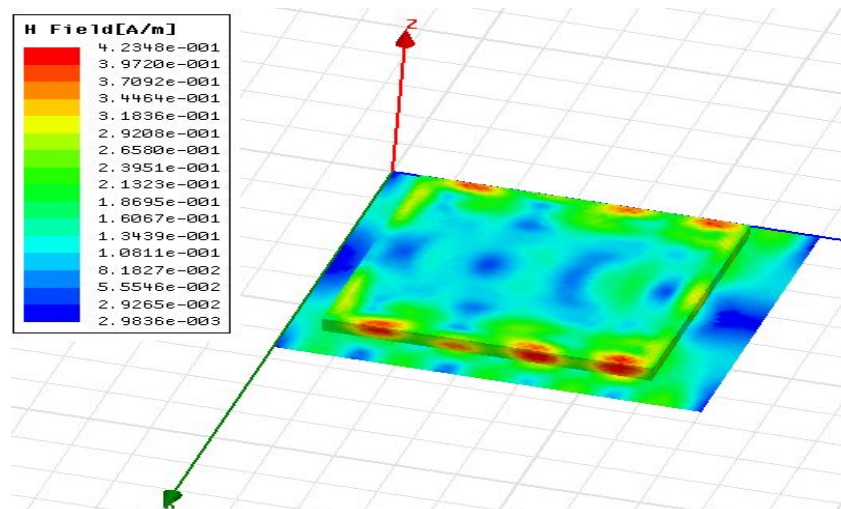 H Field[A/m]
4.2348e-001
3.9720e-001
3.7092e-001
3.4464e-001
3.1836e-001
2.9208e-001
2.6580e-001
2.3951e-001
2.1323e-001
1.8695e-001
1.6067e-001
1.3439e-001
1.0811e-001
8.1827e-002
5.5546e-002
2.9265e-002
2.9836e-003
Z